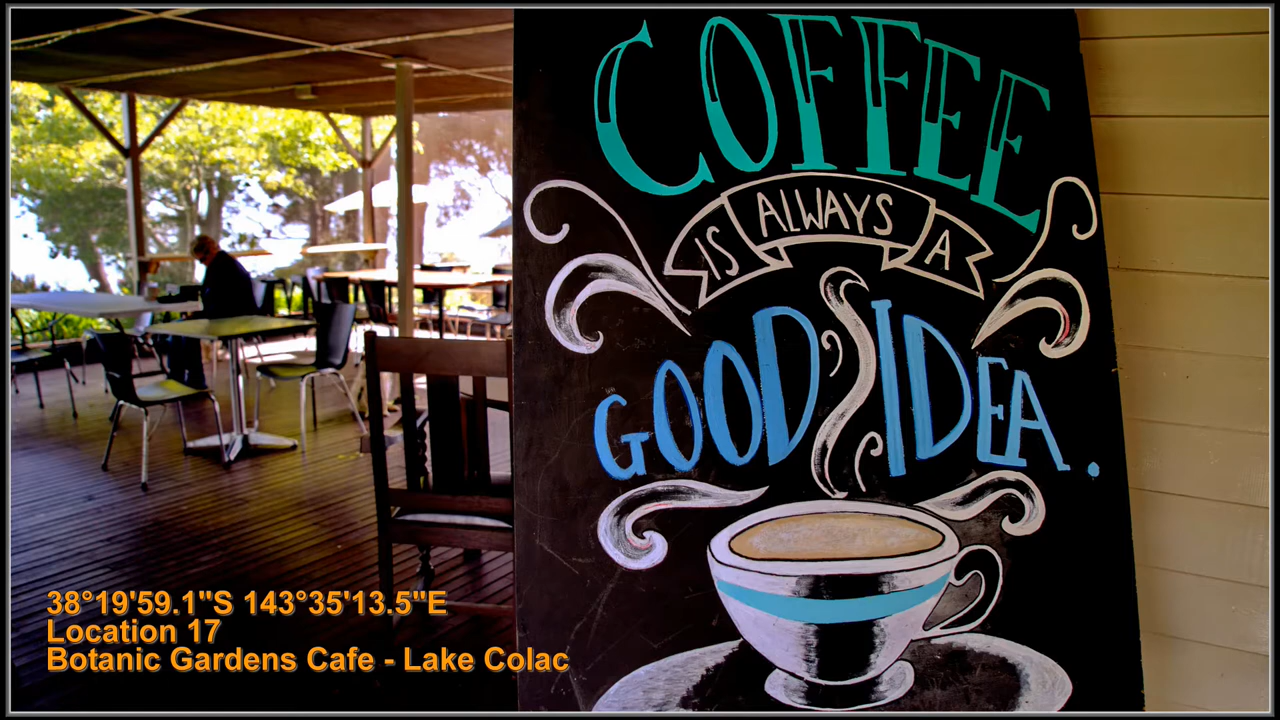 COFFEE
IS ALWAYS A
GOOD IDEA.
38°19'59.1"S 143°35'13.5"E
Location 17
Botanic Gardens Cafe - Lake Colac